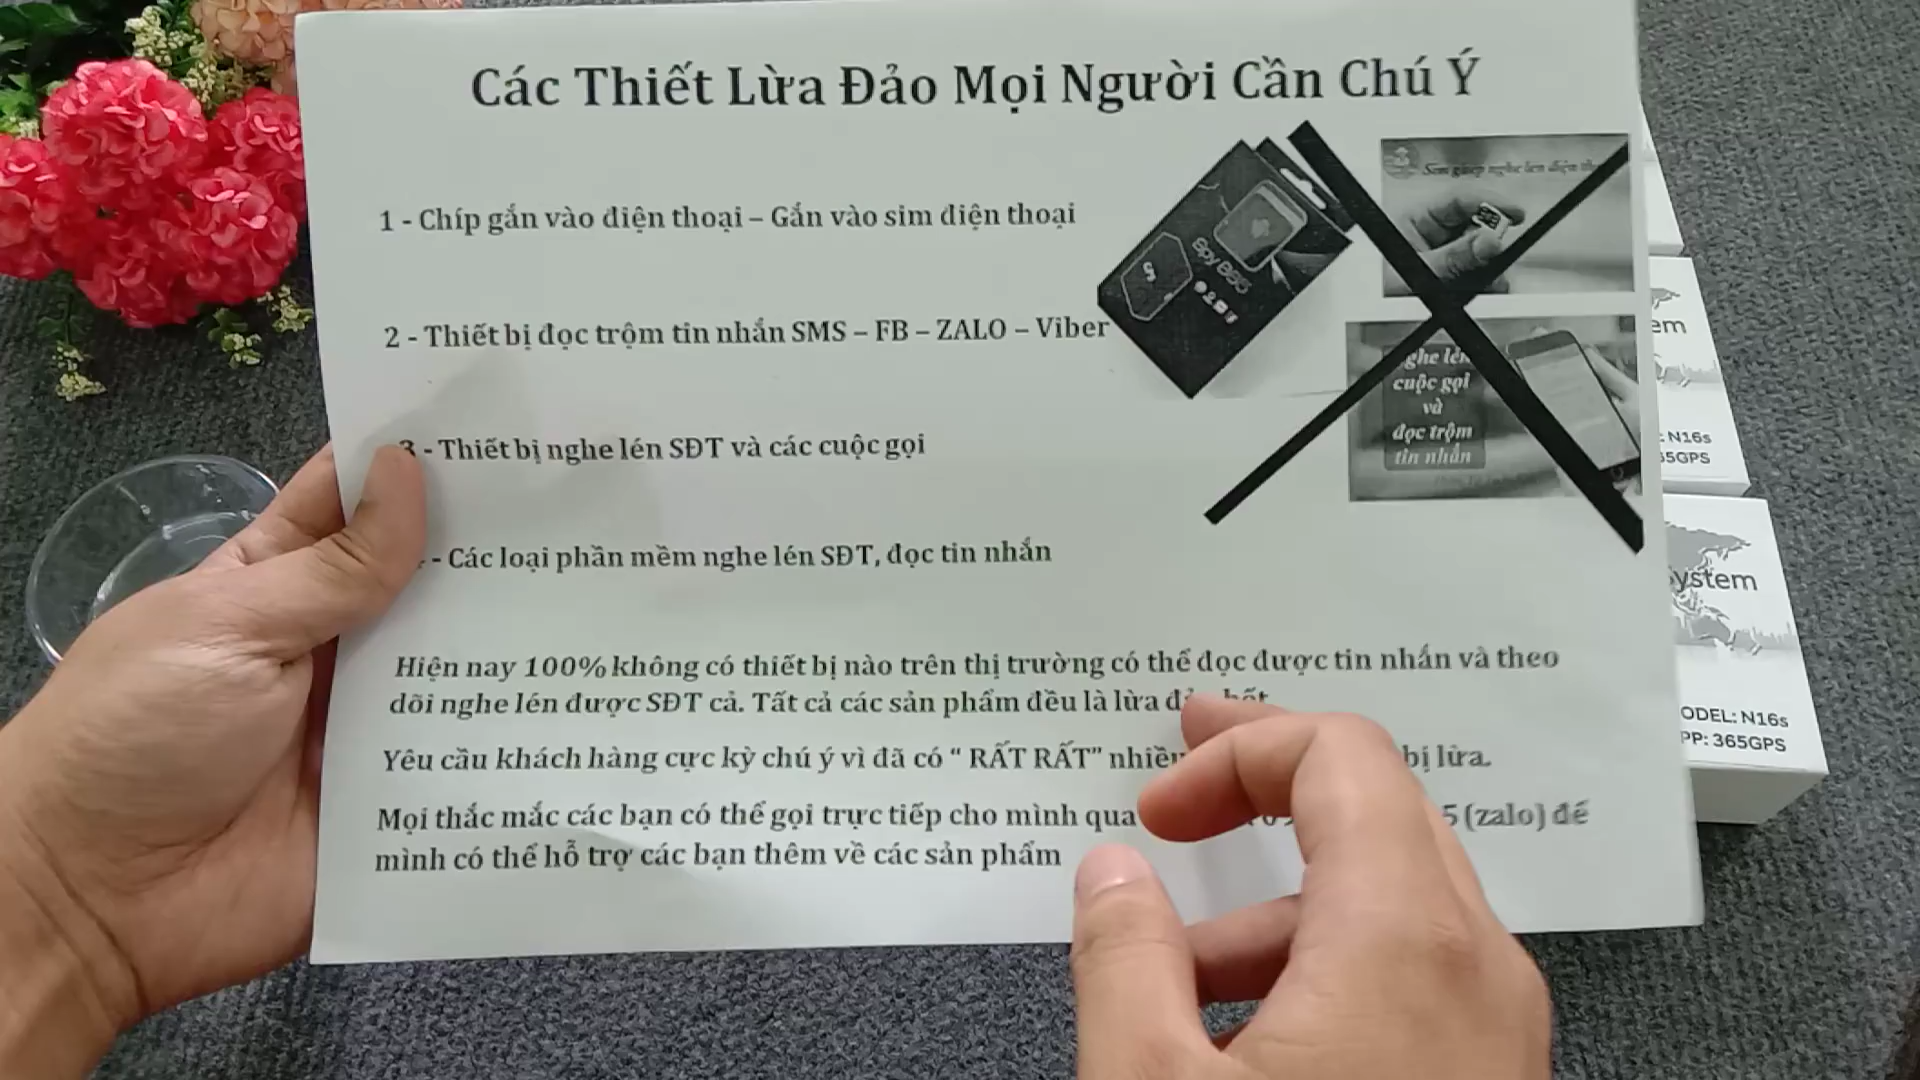 Các Thiết Lừa Đảo Mọi Người Cần Chú Ý
1 - Chíp gắn vào điện thoại – Gắn vào sim điện thoại
2 - Thiết bị đọc trộm tin nhắn SMS – FB – ZALO – Viber
3 - Thiết bị nghe lén SĐT và các cuộc gọi
- Các loại phần mềm nghe lén SĐT, đọc tin nhắn
Hiện nay 100% không có thiết bị nào trên thị trường có thể đọc được tin nhắn và theo
dõi nghe lén được SĐT cả. Tất cả các sản phẩm đều là lừa
Yêu cầu khách hàng cực kỳ chú ý vì đã có “ RẤT RẤT” bị lừa.
Mọi thắc mắc các bạn có thể gọi trực tiếp cho mình qua 5 (zalo) để
mình có thể hỗ trợ các bạn thêm về các sản phẩm
Spy
nghe lén điện
cuộc gọi
và
đọc trộm
tin nhắn
N16s
ystem
ODEL: N16s
PP: 365GPS